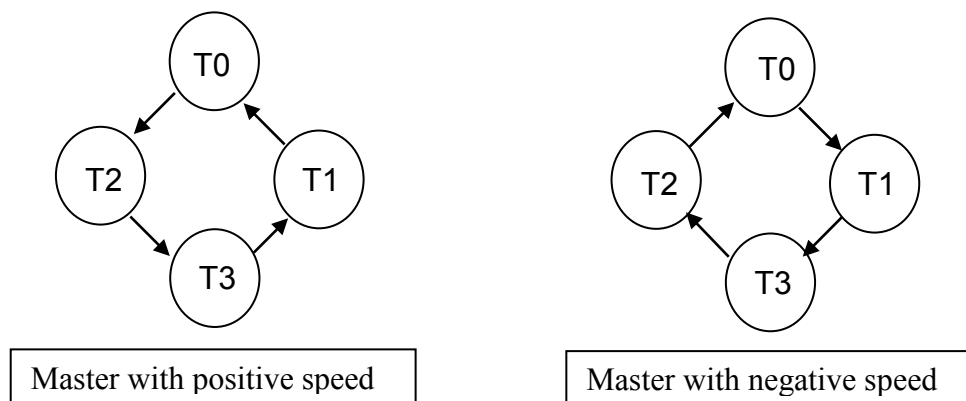 T0
T2
T1
T3
Master with positive speed
T0
T2
T1
T3
Master with negative speed